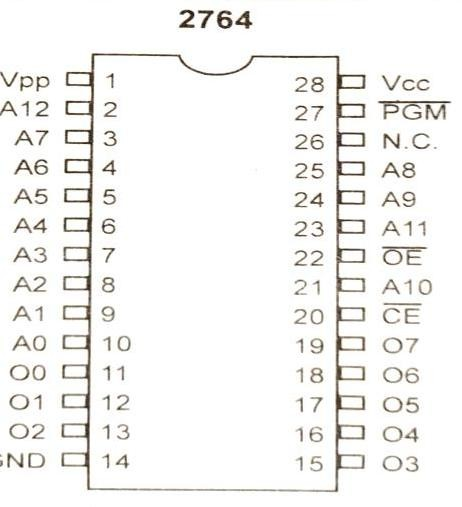 2764
Vpp 1 28 Vcc
A12 2 27 PGM
A7 3 26 N.C.
A6 4 25 A8
A5 5 24 A9
A4 6 23 A11
A3 7 22 OE
A2 8 21 A10
A1 9 20 CE
A0 10 19 O7
O0 11 18 O6
O1 12 17 O5
O2 13 16 O4
GND 14 15 O3